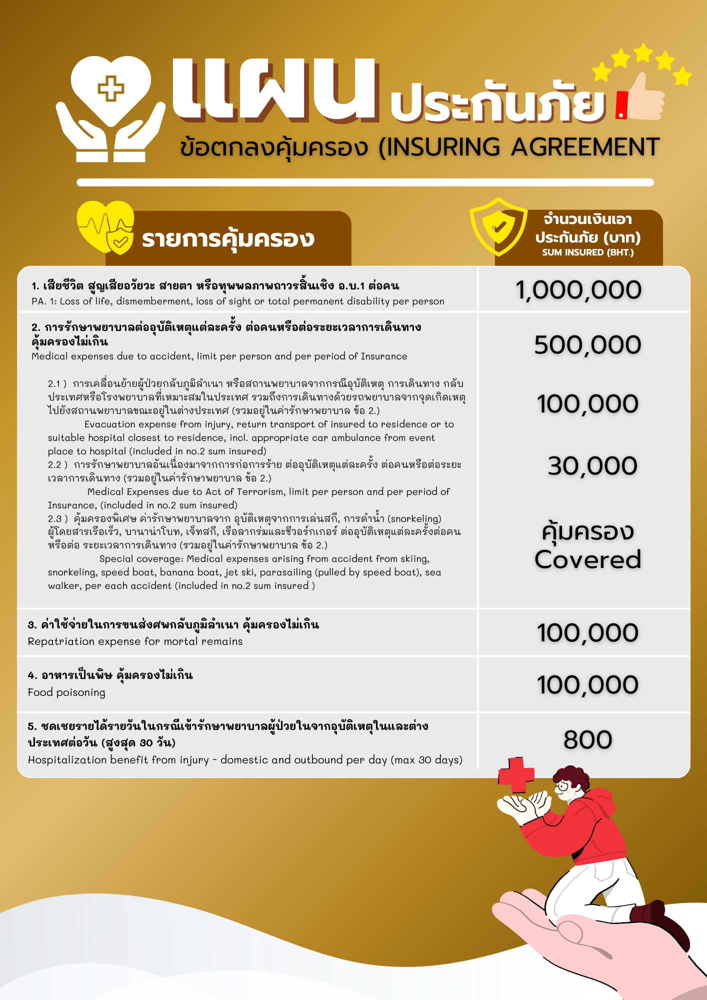 แผน ประกันภัย
ข้อตกลงคุ้มครอง (INSURING AGREEMENT
รายการคุ้มครอง
จำนวนเงินเอา
ประกันภัย (บาท)
SUM INSURED (BHT.)
1. เสียชีวิต สูญเสียอวัยวะ สายตา หรือทุพพลภาพถาวรสิ้นเชิง อ.บ.1 ต่อคน
PA. 1: Loss of life, dismemberment, loss of sight or total permanent disability per person
1,000,000
2. การรักษาพยาบาลต่ออุบัติเหตุแต่ละครั้ง ต่อคนหรือต่อระยะเวลาการเดินทาง
คุ้มครองไม่เกิน
Medical expenses due to accident, limit per person and per period of Insurance
500,000
2.1 ) การเคลื่อนย้ายผู้ป่วยกลับภูมิลำเนา หรือสถานพยาบาลจากกรณีอุบัติเหตุ การเดินทาง กลับ
ประเทศหรือโรงพยาบาลที่เหมาะสมในประเทศ รวมถึงการเดินทางด้วยรถพยาบาลจากจุดเกิดเหตุ
ไปยังสถานพยาบาลขณะอยู่ในต่างประเทศ (รวมอยู่ในค่ารักษาพยาบาล ข้อ 2.)
Evacuation expense from injury, return transport of insured to residence or to
suitable hospital closest to residence, incl. appropriate car ambulance from event
place to hospital (included in no.2 sum insured)
100,000
2.2 ) การรักษาพยาบาลอันเนื่องมาจากการก่อการร้าย ต่ออุบัติเหตุแต่ละครั้ง ต่อคนหรือต่อระยะ
เวลาการเดินทาง (รวมอยู่ในค่ารักษาพยาบาล ข้อ 2.)
Medical Expenses due to Act of Terrorism, limit per person and per period of
Insurance, (included in no.2 sum insured)
30,000
2.3 ) คุ้มครองพิเศษ ค่ารักษาพยาบาลจาก อุบัติเหตุจากการเล่นสกี, การดำน้ำ (snorkeling)
ผู้โดยสารเรือเร็ว, บานาน่าโบท, เจ็ทสกี, เรือลากร่มและซีวอร์กเกอร์ ต่ออุบัติเหตุแต่ละครั้งต่อคน
หรือต่อ ระยะเวลาการเดินทาง (รวมอยู่ในค่ารักษาพยาบาล ข้อ 2.)
Special coverage: Medical expenses arising from accident from skiing,
snorkeling, speed boat, banana boat, jet ski, parasailing (pulled by speed boat), sea
walker, per each accident (included in no.2 sum insured )
คุ้มครอง
Covered
3. ค่าใช้จ่ายในการขนส่งศพกลับภูมิลำเนา คุ้มครองไม่เกิน
Repatriation expense for mortal remains
100,000
4. อาหารเป็นพิษ คุ้มครองไม่เกิน
Food poisoning
100,000
5. ชดเชยรายได้รายวันในกรณีเข้ารักษาพยาบาลผู้ป่วยในจากอุบัติเหตุในและต่าง
ประเทศต่อวัน (สูงสุด 30 วัน)
Hospitalization benefit from injury - domestic and outbound per day (max 30 days)
800